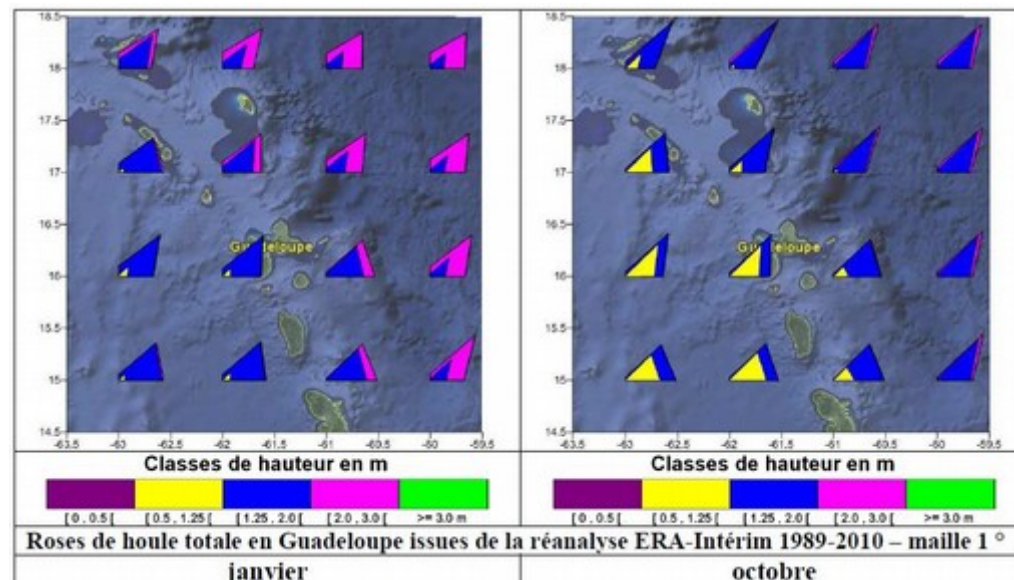 18.5
18
17.5
17
16.5
16
15.5
15
14.5
Guadeloupe
-63.5 -63 -62.5 -62 -61.5 -61 -60.5 -60 -59.5
Classes de hauteur en m
[ 0 , 0.5 [ [ 0.5 , 1.25 [ [ 1.25 , 2.0 [ [ 2.0 , 3.0 [ >= 3.0 m
18.5
18
17.5
17
16.5
16
15.5
15
14.5
Guadeloupe
-63.5 -63 -62.5 -62 -61.5 -61 -60.5 -60 -59.5
Classes de hauteur en m
[ 0 , 0.5 [ [ 0.5 , 1.25 [ [ 1.25 , 2.0 [ [ 2.0 , 3.0 [ >= 3.0 m
Roses de houle totale en Guadeloupe issues de la réanalyse ERA-Intérim 1989-2010 – maille 1 °
janvier octobre